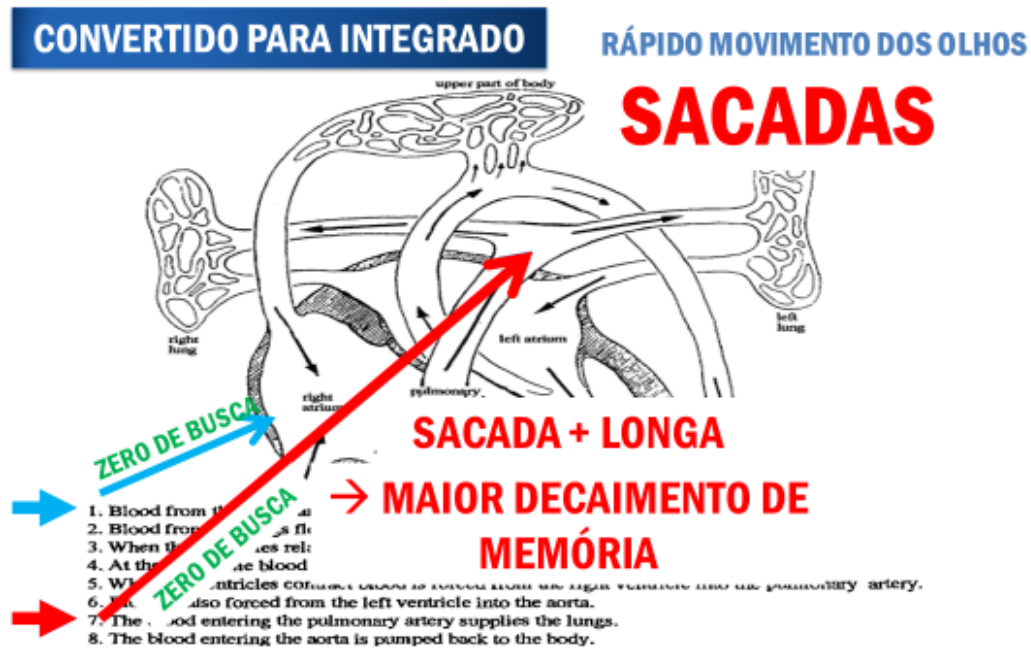 CONVERTIDO PARA INTEGRADO
RÁPIDO MOVIMENTO DOS OLHOS
SACADAS
upper part of body
right
lung
left
lung
left atrium
right
atrium
pulmonary
ZERO DE BUSCA
SACADA + LONGA
→ MAIOR DECAIMENTO DE
MEMÓRIA
ZERO DE BUSCA
1. Blood from
2. Blood
3. When
4. At the blood
5. contract blood is forced from the right ventricle into the pulmonary artery.
6. also forced from the left ventricle into the aorta.
7. The entering the pulmonary artery supplies the lungs.
8. The blood entering the aorta is pumped back to the body.